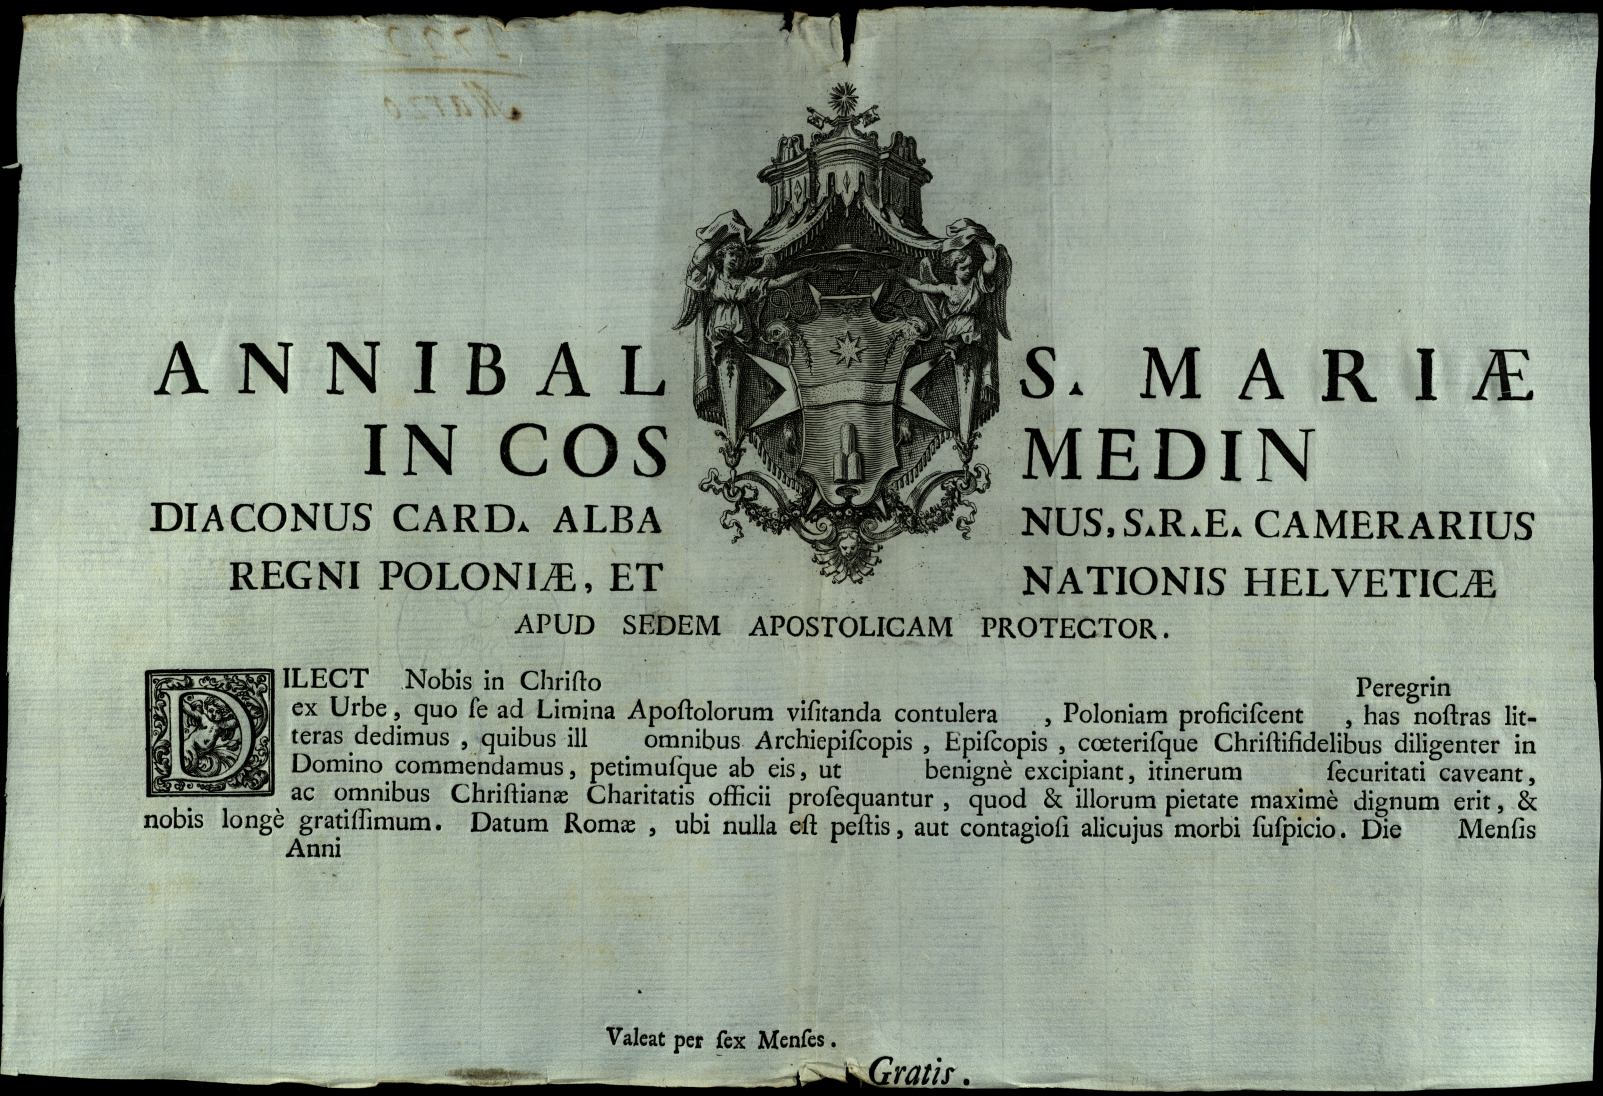 1722
Marzo
ANNIBAL S. MARIÆ
IN COS MEDIN
DIACONUS CARD. ALBA NUS, S.R.E. CAMERARIUS
REGNI POLONIÆ, ET NATIONIS HELVETICÆ
APUD SEDEM APOSTOLICAM PROTECTOR.
DILECT Nobis in Chriſto Peregrin
ex Urbe, quo ſe ad Limina Apoſtolorum viſitanda contulera , Poloniam proficiſcent , has noſtras lit-
teras dedimus, quibus ill omnibus Archiepiſcopis, Epiſcopis, cœteriſque Chriſtifidelibus diligenter in
Domino commendamus, petimuſque ab eis, ut benignè excipiant, itinerum ſecuritati caveant,
ac omnibus Chriſtianæ Charitatis officii proſequantur, quod & illorum pietate maximè dignum erit, &
nobis longè gratiſſimum. Datum Romæ, ubi nulla eſt peſtis, aut contagioſi alicujus morbi ſuſpicio. Die Menſis
Anni
Valeat per ſex Menſes.
Gratis.